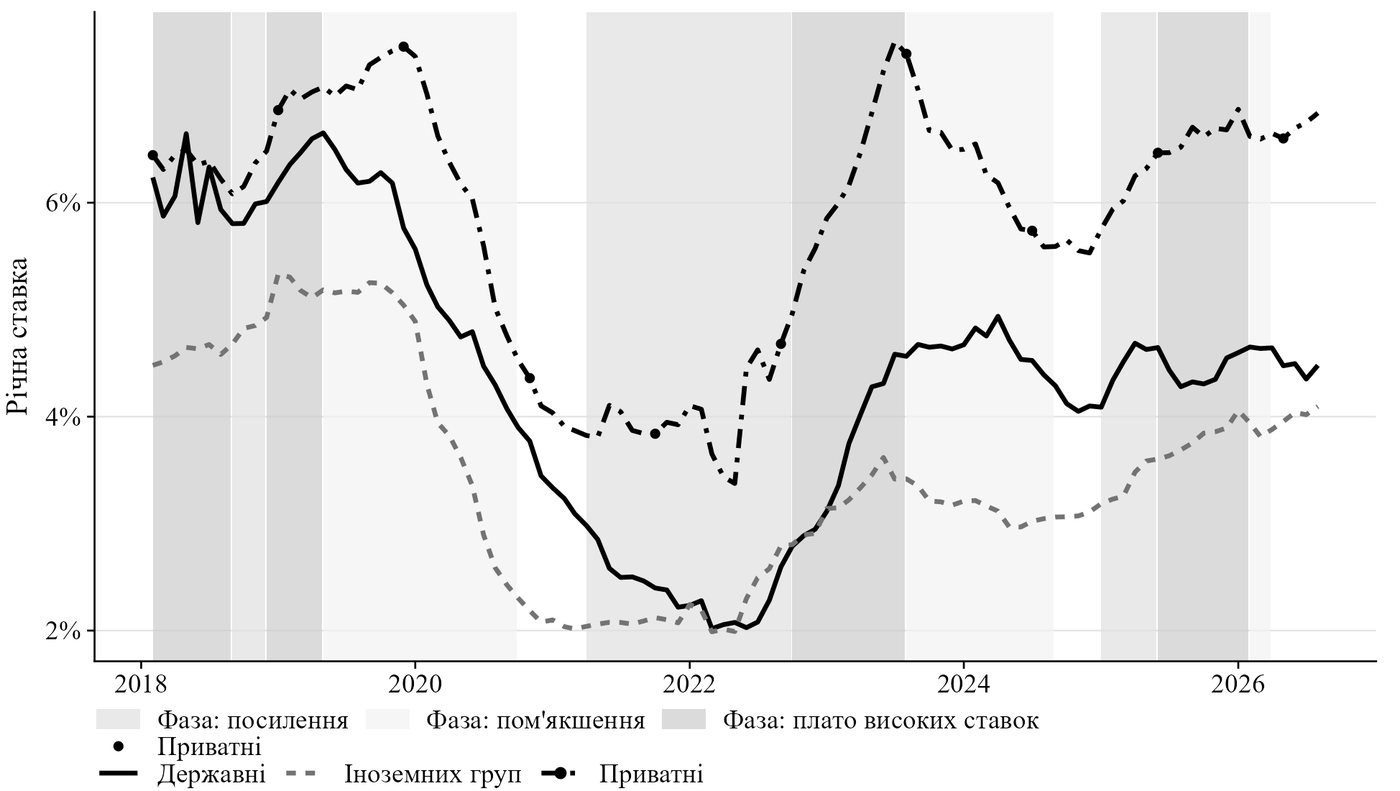 Річна ставка
6%
4%
2%
2018 2020 2022 2024 2026
Фаза: посилення Фаза: пом'якшення Фаза: плато високих ставок
Приватні
Державні Іноземних груп Приватні